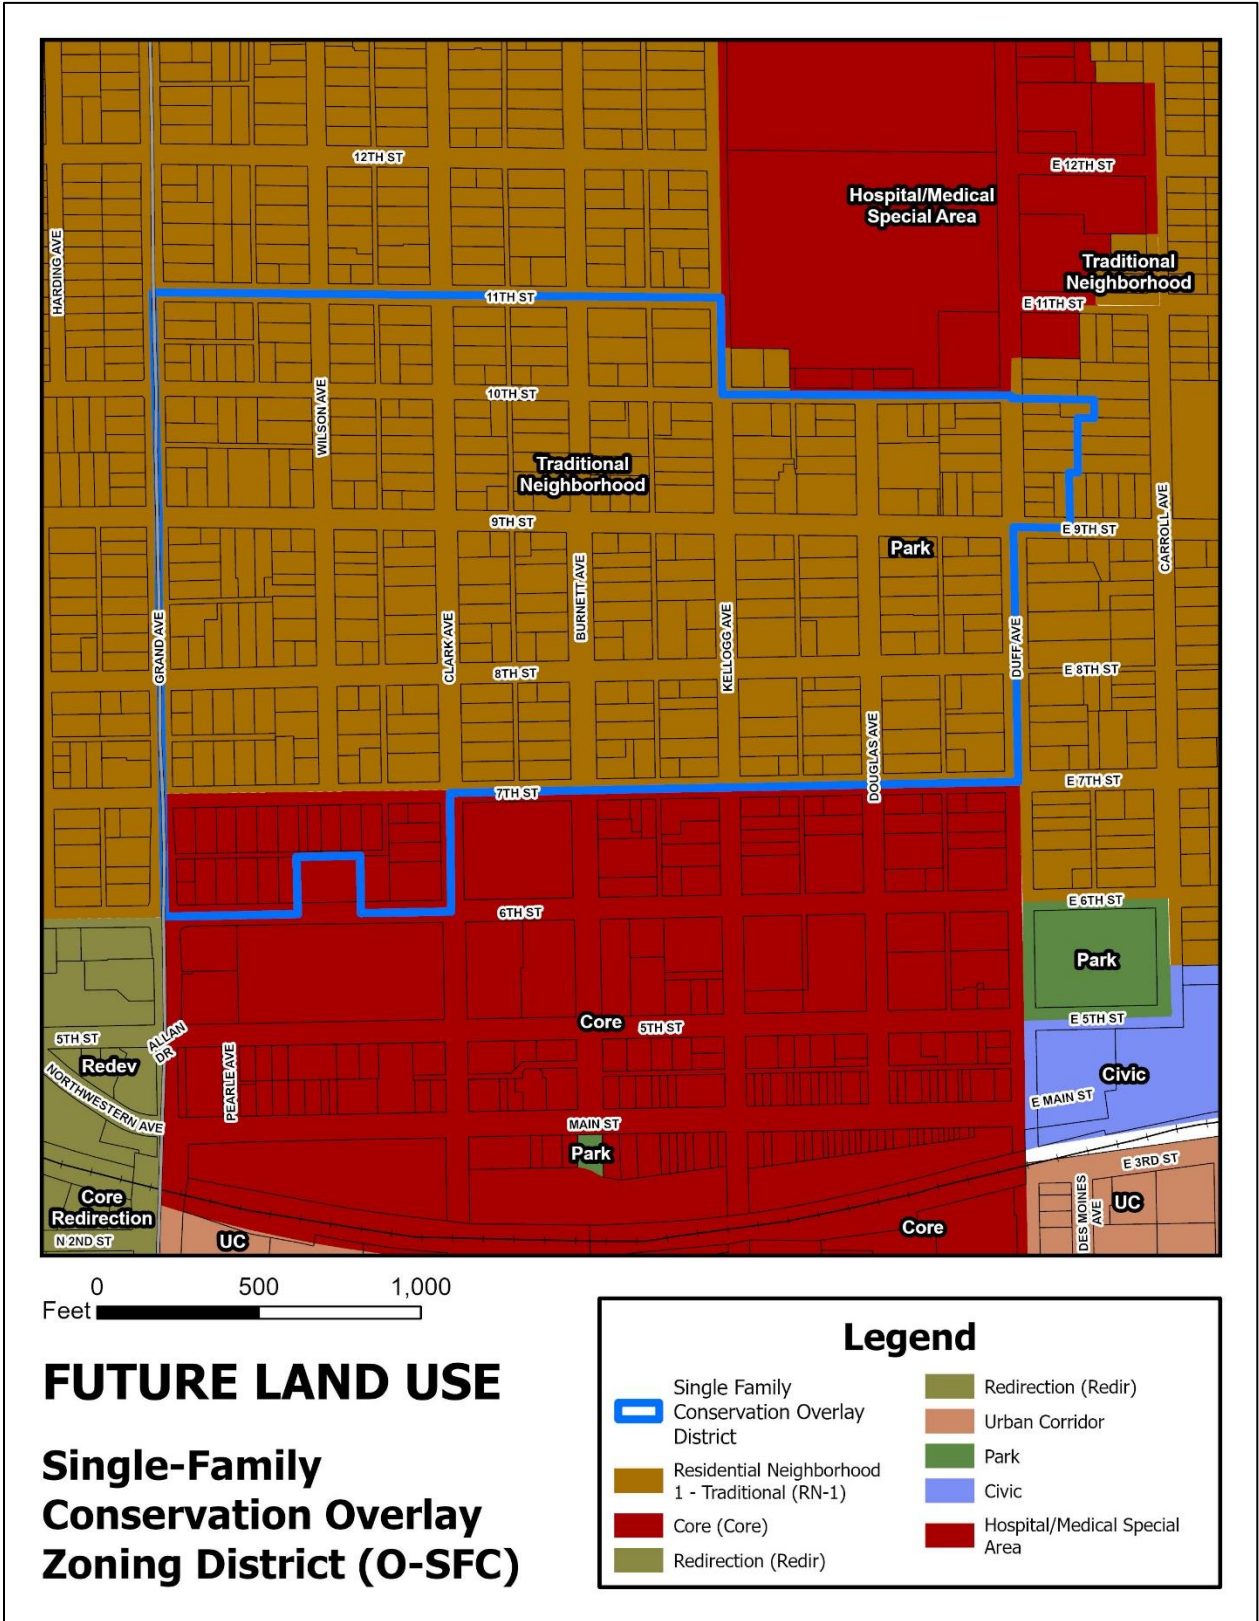 12TH ST
E 12TH ST
Hospital/Medical
Special Area
HARDING AVE
Traditional
Neighborhood
11TH ST
E 11TH ST
WILSON AVE
10TH ST
Traditional
Neighborhood
9TH ST
E 9TH ST
CARROLL AVE
Park
BURNETT AVE
GRAND AVE
CLARK AVE
KELLOGG AVE
DUFF AVE
8TH ST
E 8TH ST
DOUGLAS AVE
7TH ST
E 7TH ST
6TH ST
E 6TH ST
Park
Core
5TH ST
E 5TH ST
5TH ST
ALLAN
DR
Redev
PEARLE AVE
Civic
NORTHWESTERN AVE
E MAIN ST
MAIN ST
Park
E 3RD ST
Core
Redirection
DES MOINES
AVE
UC
N 2ND ST
UC
Core
0 500 1,000
Feet
FUTURE LAND USE
Single-Family
Conservation Overlay
Zoning District (O-SFC)
Legend
Single Family
Conservation Overlay
District
Residential Neighborhood
1 - Traditional (RN-1)
Core (Core)
Redirection (Redir)
Redirection (Redir)
Urban Corridor
Park
Civic
Hospital/Medical Special
Area